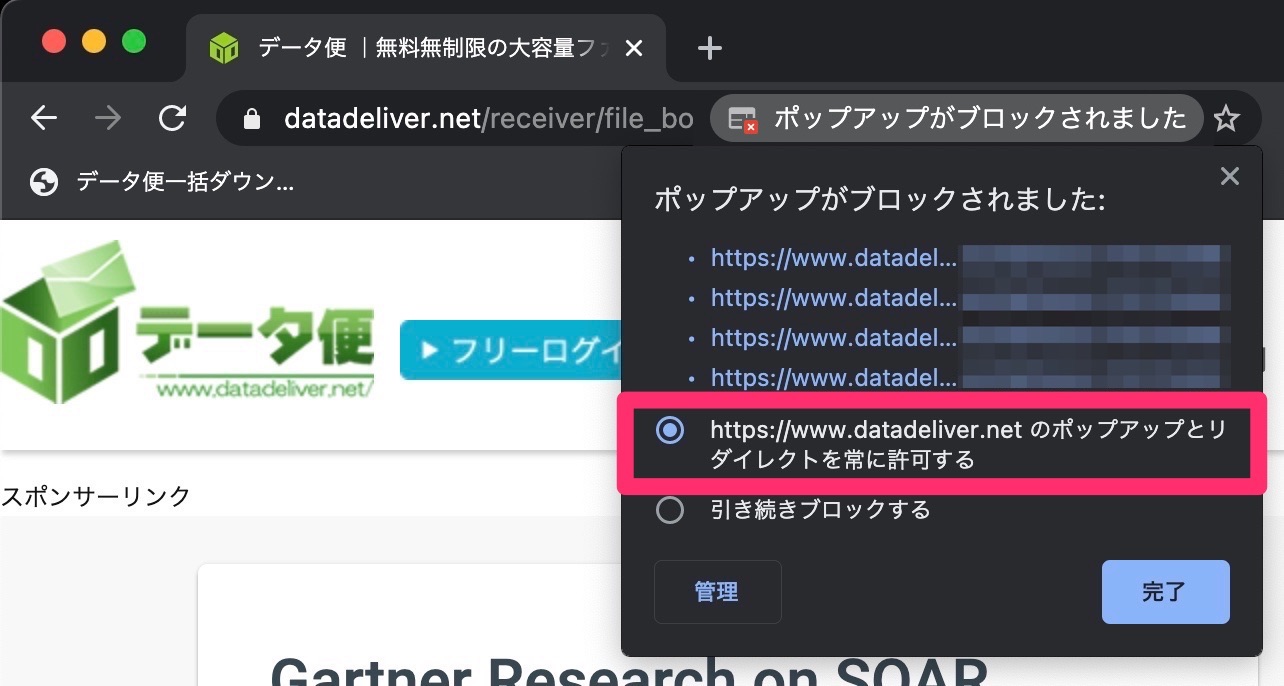 データ便 ｜無料無制限の大容量ファ
datadeliver.net/receiver/file_bo
ポップアップがブロックされました
データ便一括ダウン...
ポップアップがブロックされました:
• https://www.datadel...
• https://www.datadel...
• https://www.datadel...
• https://www.datadel...
https://www.datadeliver.net のポップアップとリ
ダイレクトを常に許可する
引き続きブロックする
管理
完了
データ便
www.datadeliver.net/
▶ フリーログイ
スポンサーリンク
Gartner Research on SOAR